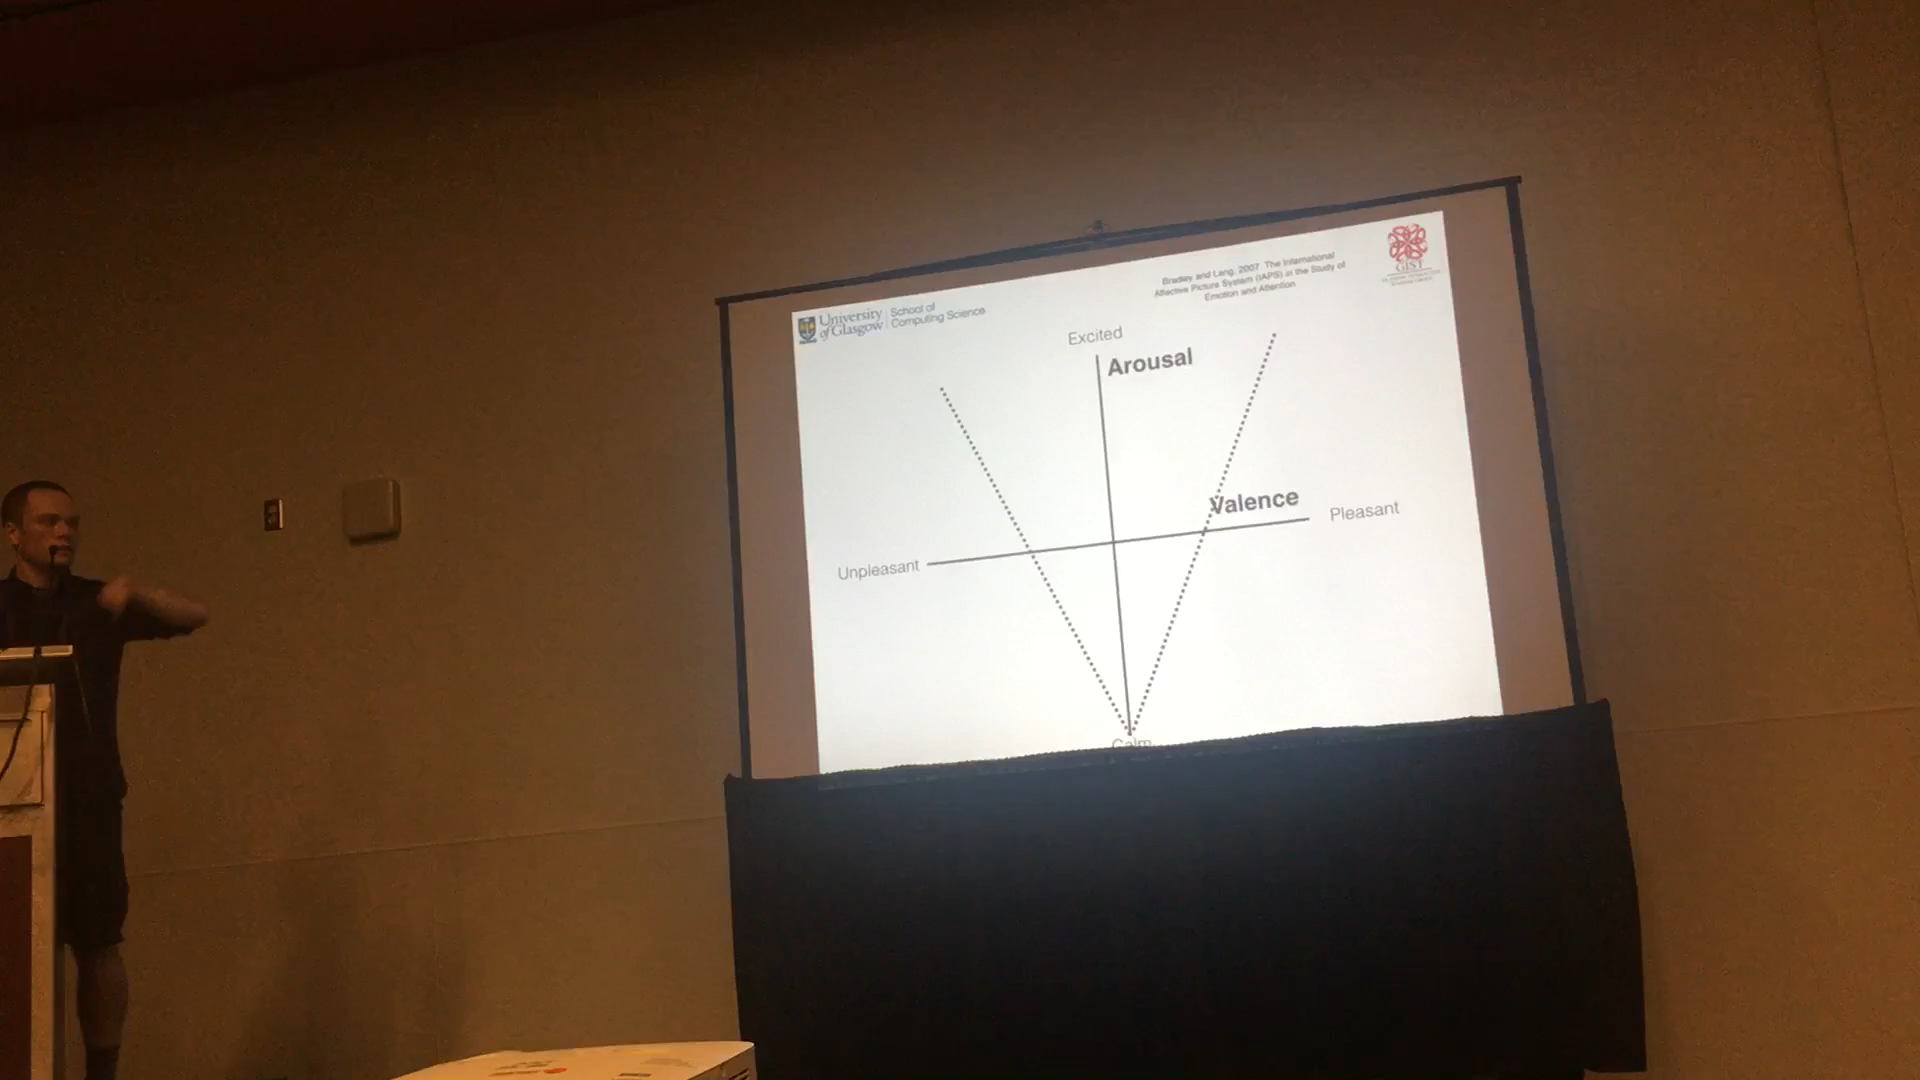 University
of Glasgow
School of
Computing Science
Bradley and Lang. 2007. The International
Affective Picture System (IAPS) in the Study of
Emotion and Attention
GIST
Excited
Arousal
Valence
Pleasant
Unpleasant
Calm